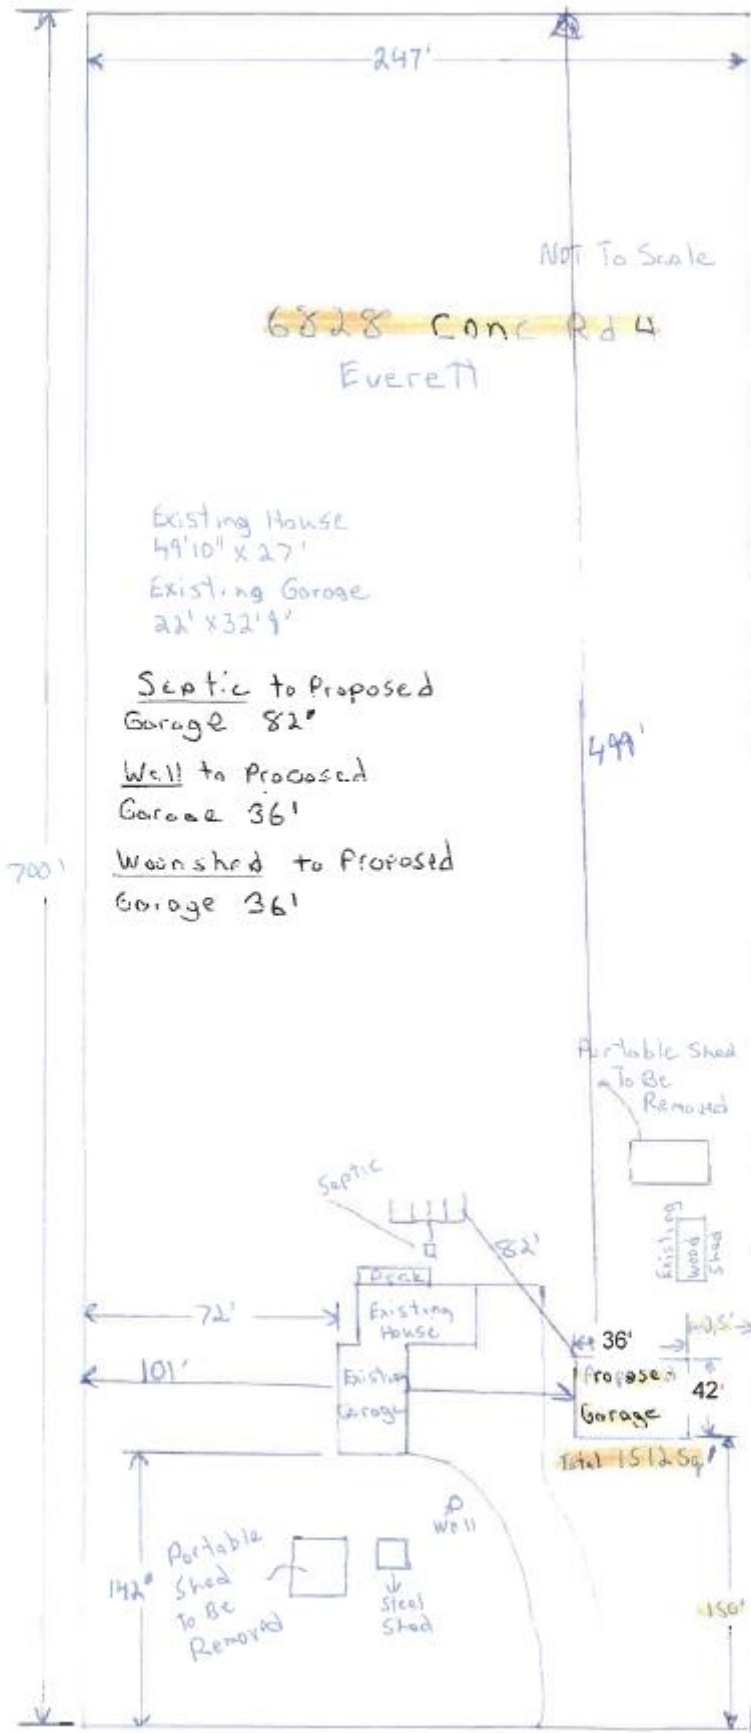 247'
NOT To Scale
6828 Conc Rd 4
Everett
Existing House
49'10" x 27'
Existing Garage
22' x 32'9'
Septic to Proposed
Garage 82'
Well to Proposed
Garage 36'
to Proposed
Garage 36'
700'
499'
Portable Shed
To Be
Removed
Septic
82'
Existing
Wood
Shed
Deck
72'
Existing
House
36'
101'
Existing
Garage
Proposed
Garage
42'
Total 1512 Sq'
Well
Portable
Shed
To Be
Removed
142'
Steel
Shed
150'